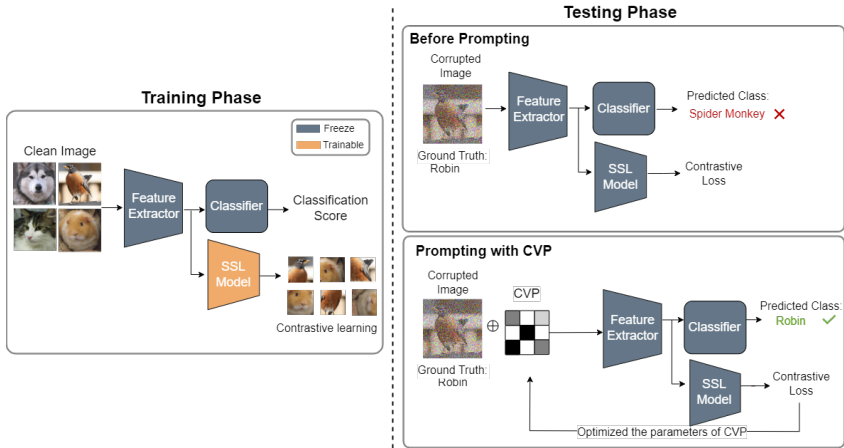 Training Phase
Freeze
Trainable
Clean Image
Feature
Extractor
Classifier
Classification
Score
SSL
Model
Contrastive learning
Testing Phase
Before Prompting
Corrupted
Image
Ground Truth:
Robin
Feature
Extractor
Classifier
Predicted Class:
Spider Monkey
SSL
Model
Contrastive
Loss
Prompting with CVP
Corrupted
Image
Ground Truth:
Robin
CVP
Feature
Extractor
Classifier
Predicted Class:
Robin
SSL
Model
Contrastive
Loss
Optimized the parameters of CVP